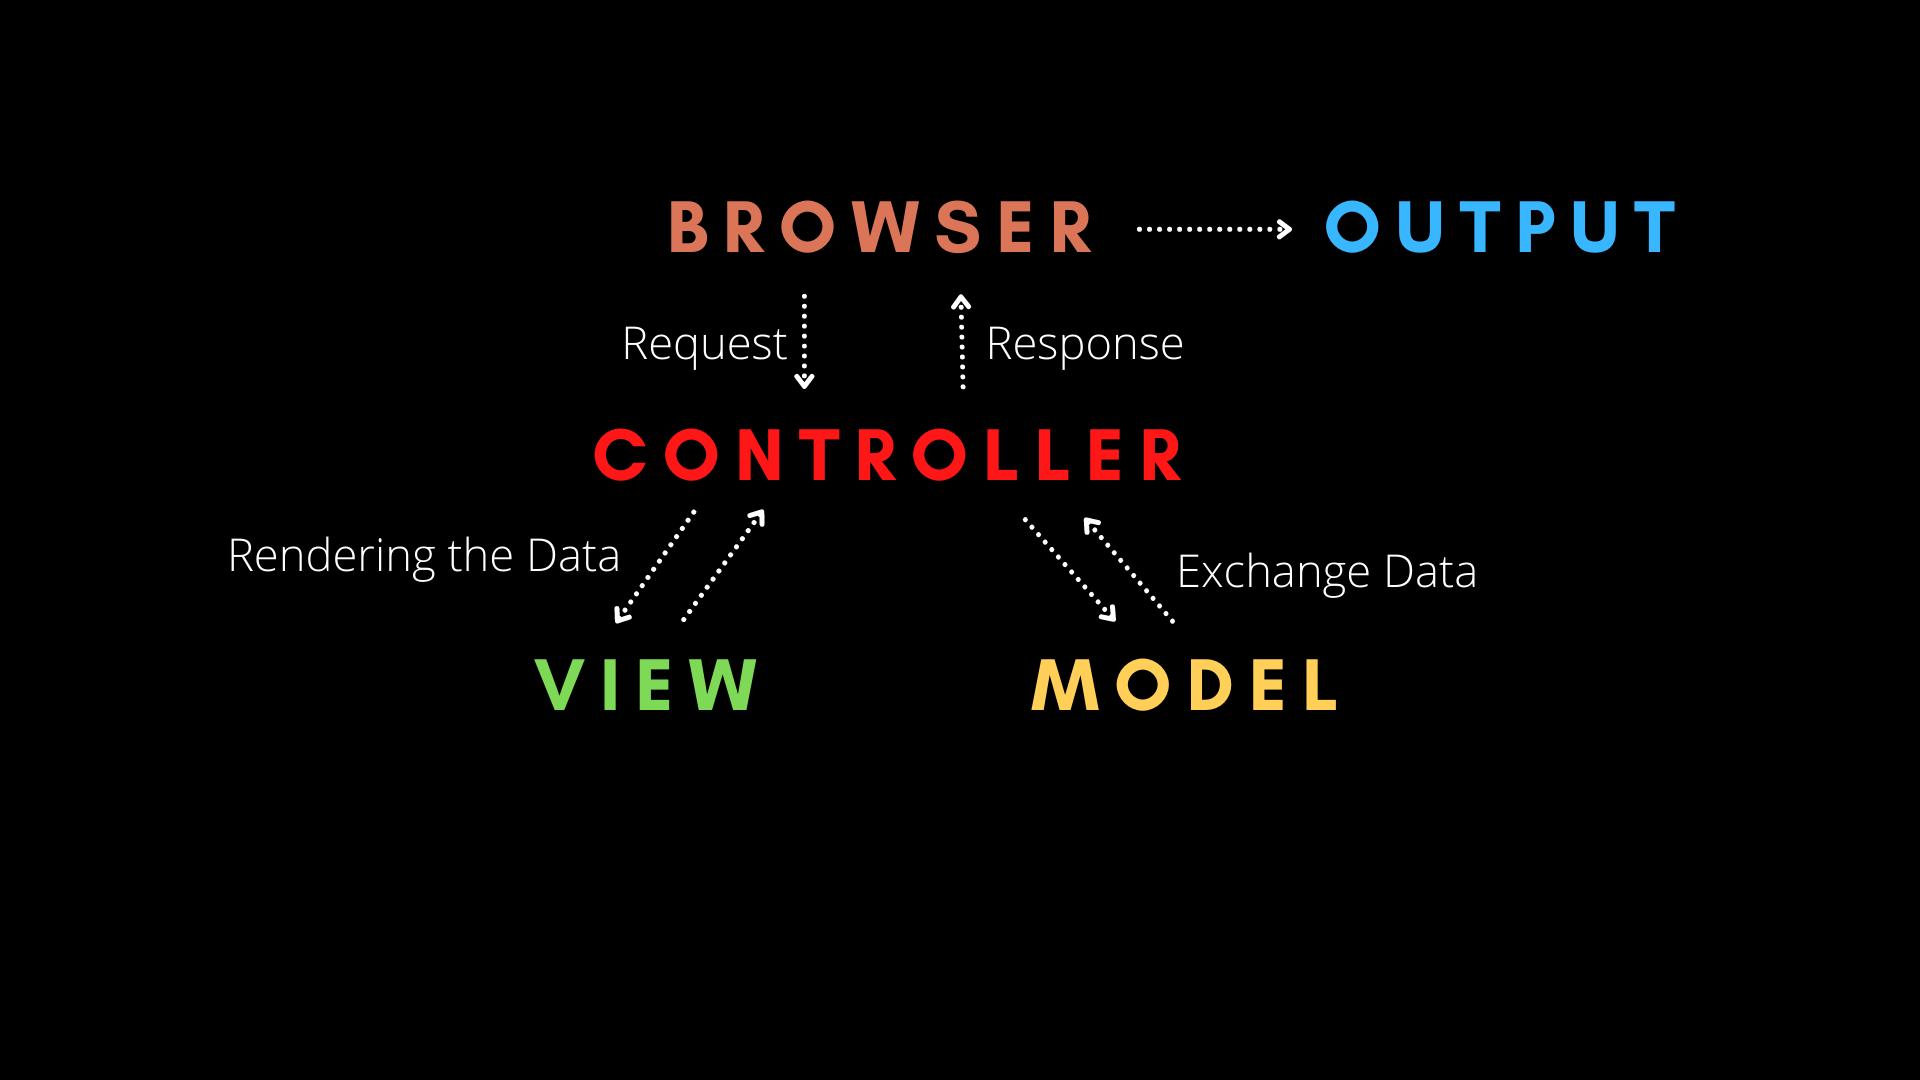 BROWSER
OUTPUT
Request
Response
CONTROLLER
Rendering the Data
Exchange Data
VIEW
MODEL